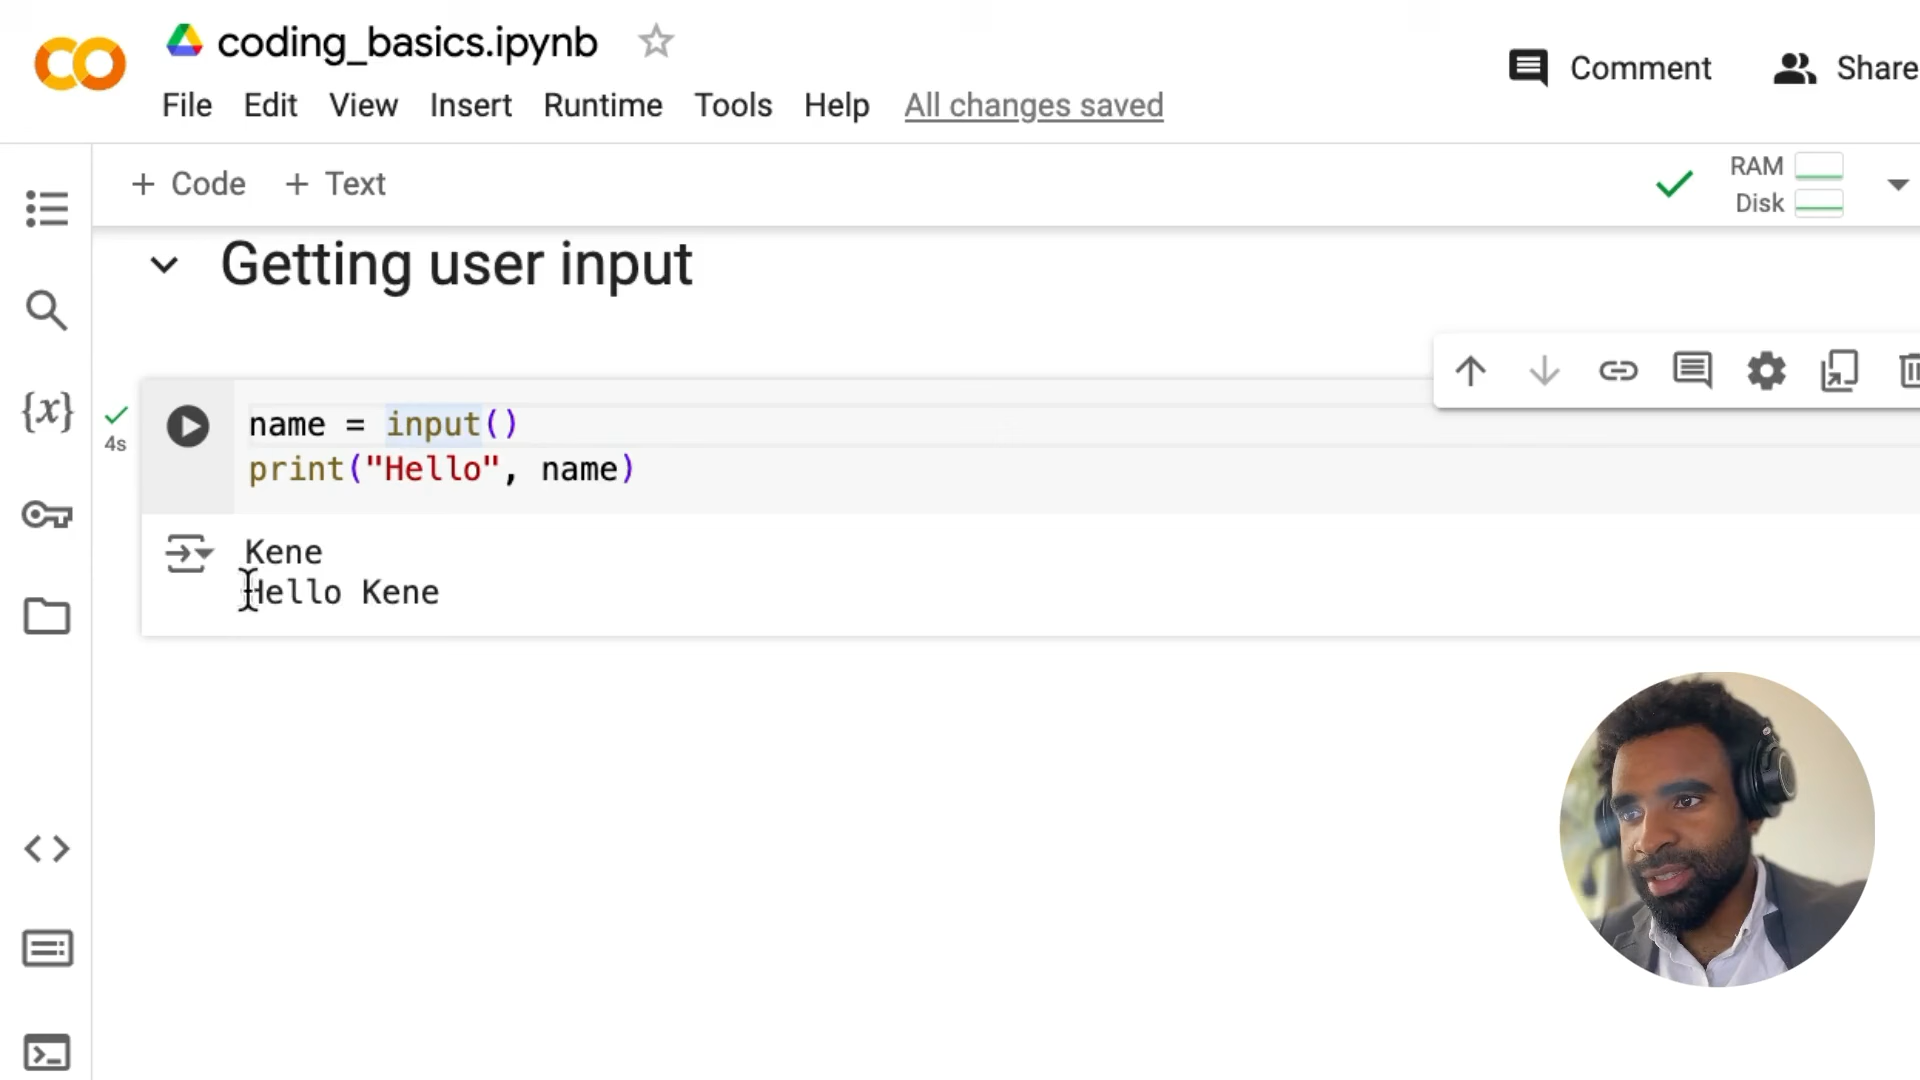 coding_basics.ipynb
Comment
Share
File Edit View Insert Runtime Tools Help All changes saved
+ Code + Text
RAM
Disk
Getting user input
{x}
4s
name = input()
print("Hello", name)
Kene
Hello Kene